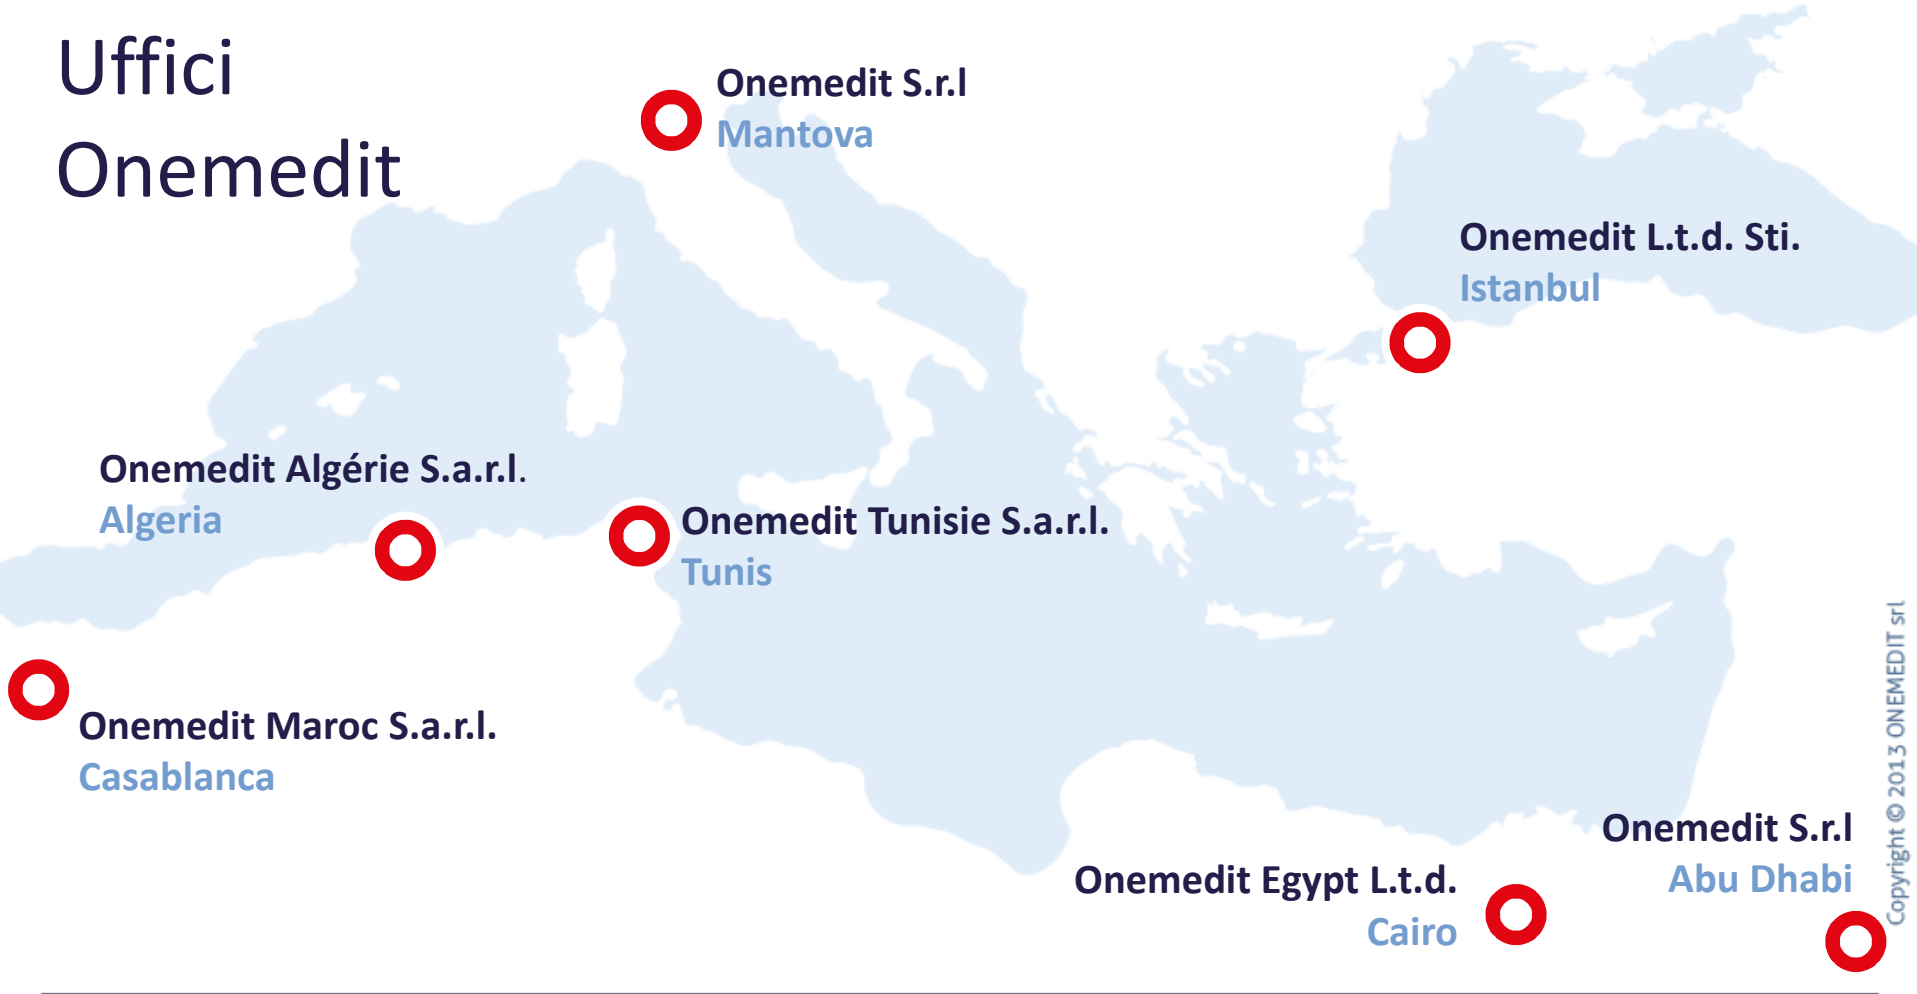 Uffici
Onemedit
Onemedit S.r.l
Mantova
Onemedit L.t.d. Sti.
Istanbul
Onemedit Algérie S.a.r.l.
Algeria
Onemedit Tunisie S.a.r.l.
Tunis
Onemedit Maroc S.a.r.l.
Casablanca
Onemedit S.r.l
Abu Dhabi
Onemedit Egypt L.t.d.
Cairo
Copyright © 2013 ONEMEDIT srl